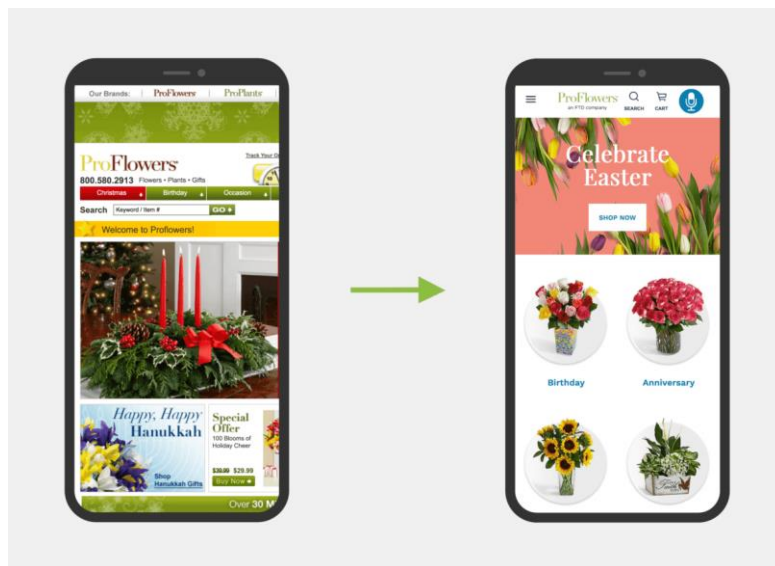 Our Brands: | ProFlowers | ProPlants |
ProFlowers
Track Your
800.580.2913 Flowers • Plants • Gifts
Christmas Birthday Occasion
Search Keyword / Item # GO
Welcome to Proflowers!
Happy, Happy
Hanukkah
Shop
Hanukkah Gifts
Special
Offer
100 Blooms of
Holiday Cheer
$39.99 $29.99
Buy Now
Over 30 M
ProFlowers
an FTD company
SEARCH CART
Celebrate
Easter
SHOP NOW
Birthday Anniversary